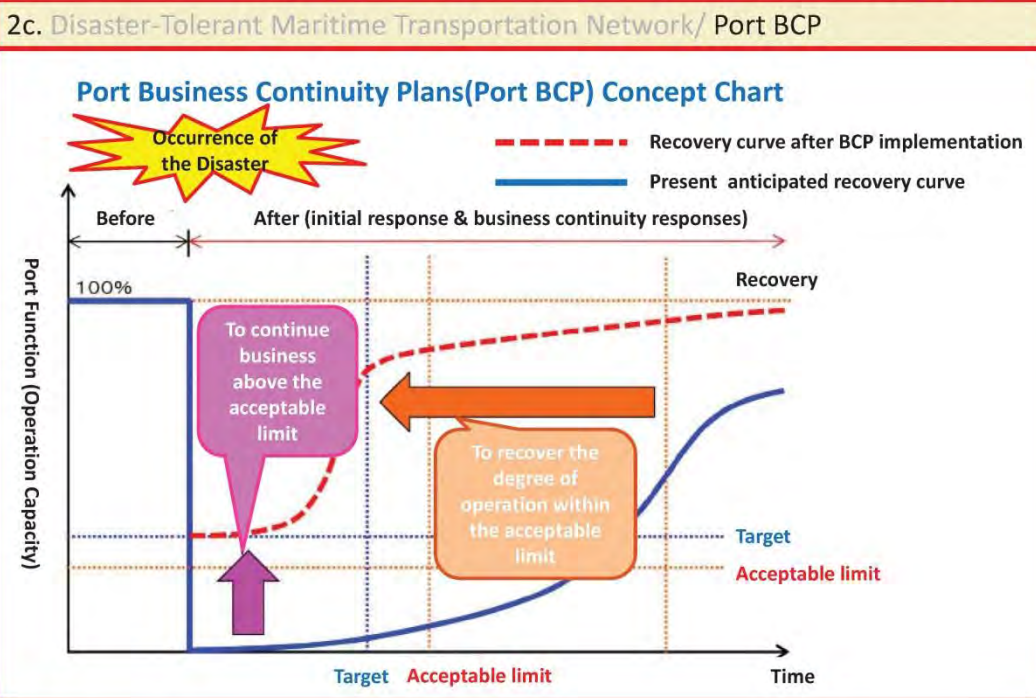 2c. Disaster-Tolerant Maritime Transportation Network/ Port BCP
Port Business Continuity Plans(Port BCP) Concept Chart
Occurrence of
the Disaster
Recovery curve after BCP implementation
Present anticipated recovery curve
Before
After (initial response & business continuity responses)
Port Function (Operation Capacity)
100%
Recovery
To continue
business
above the
acceptable
limit
To recover the
degree of
operation within
the acceptable
limit
Target
Acceptable limit
Target
Acceptable limit
Time